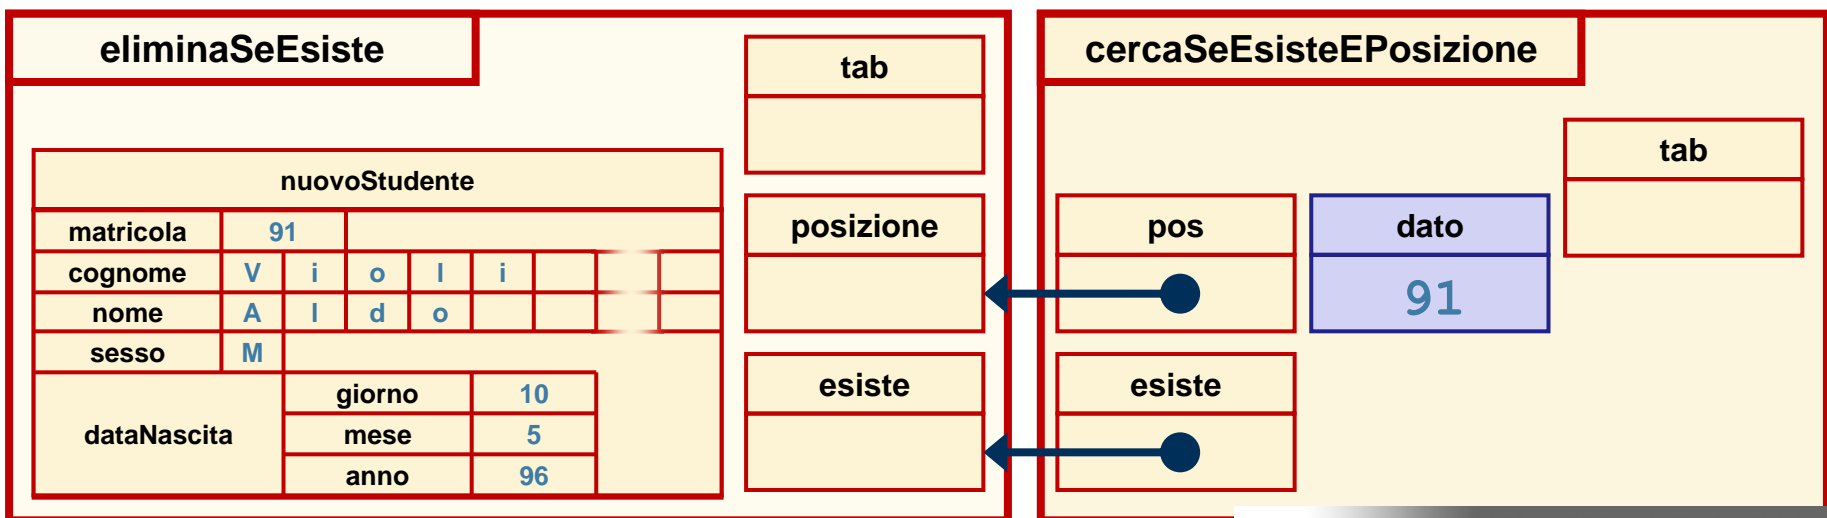 eliminaSeEsiste
tab
nuovoStudente
matricola 91
cognome V i o l i
nome A l d o
sesso M
dataNascita
giorno 10
mese 5
anno 96
posizione
esiste
cercaSeEsisteEPosizione
tab
pos
dato
91
esiste